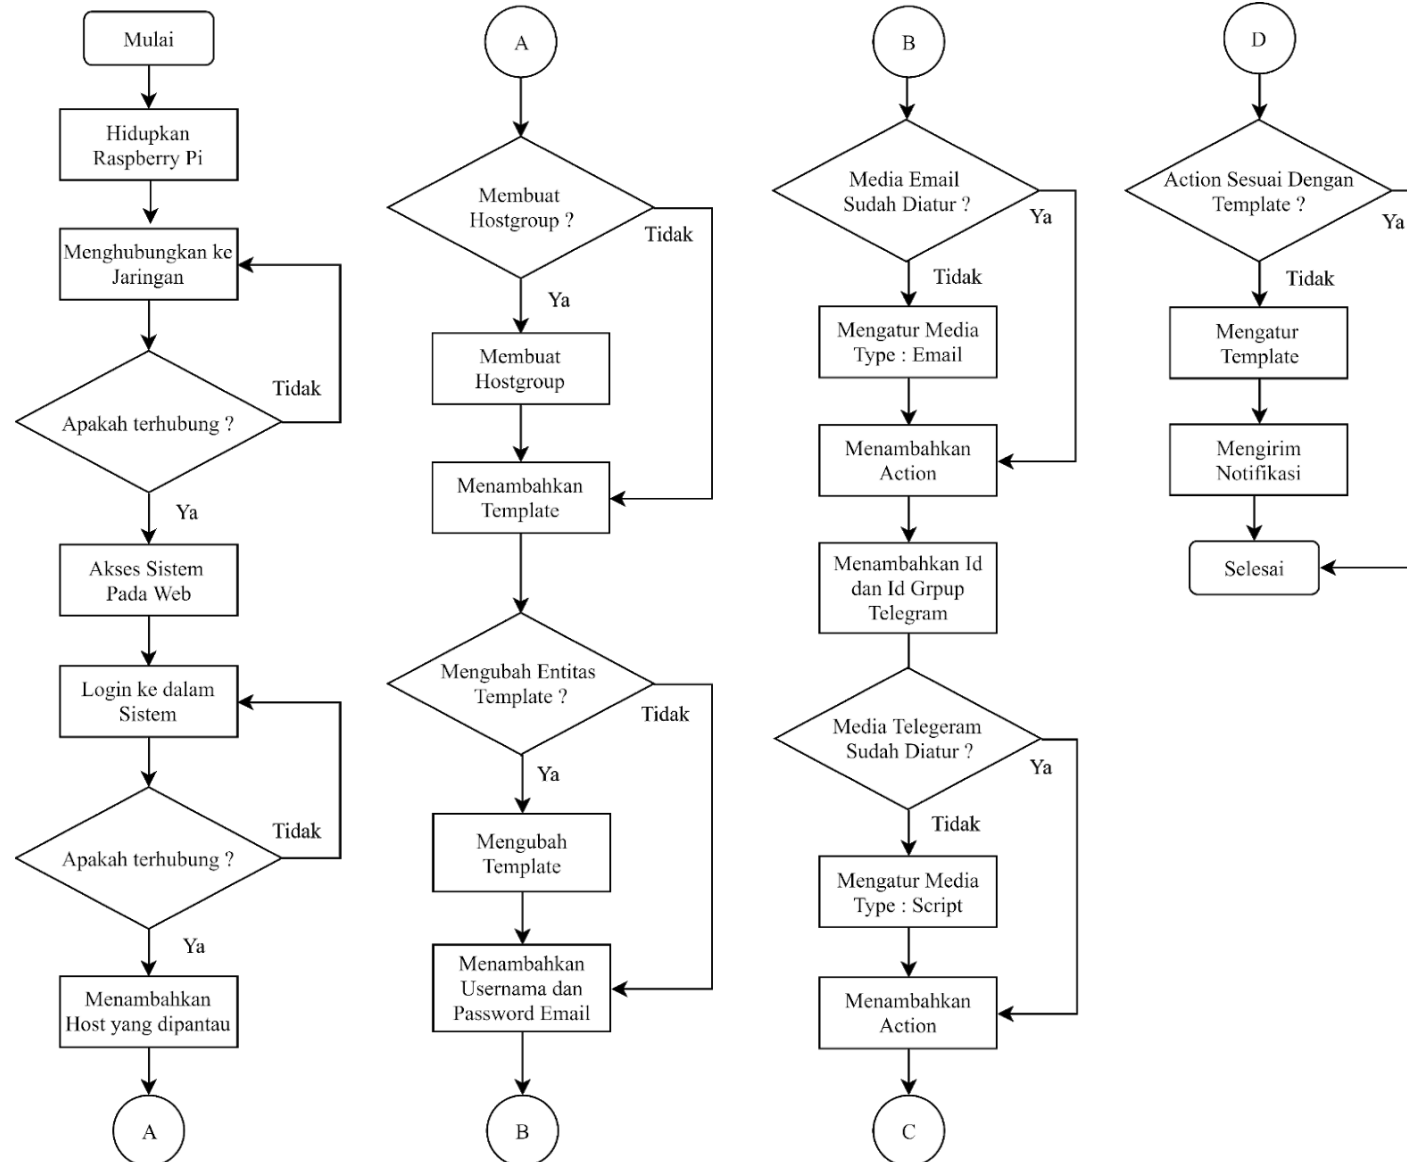 Mulai
Hidupkan
Raspberry Pi
Menghubungkan ke
Jaringan
Tidak
Apakah terhubung ?
Ya
Akses Sistem
Pada Web
Login ke dalam
Sistem
Tidak
Apakah terhubung ?
Ya
Menambahkan
Host yang dipantau
A
A
Membuat
Hostgroup ?
Tidak
Ya
Membuat
Hostgroup
Menambahkan
Template
Mengubah Entitas
Template ?
Tidak
Ya
Mengubah
Template
Menambahkan
Usernama dan
Password Email
B
B
Media Email
Sudah Diatur ?
Ya
Tidak
Mengatur Media
Type : Email
Menambahkan
Action
Menambahkan Id
dan Id Grpup
Telegram
Media Telegeram
Sudah Diatur ?
Ya
Tidak
Mengatur Media
Type : Script
Menambahkan
Action
C
D
Action Sesuai Dengan
Template ?
Ya
Tidak
Mengatur
Template
Mengirim
Notifikasi
Selesai